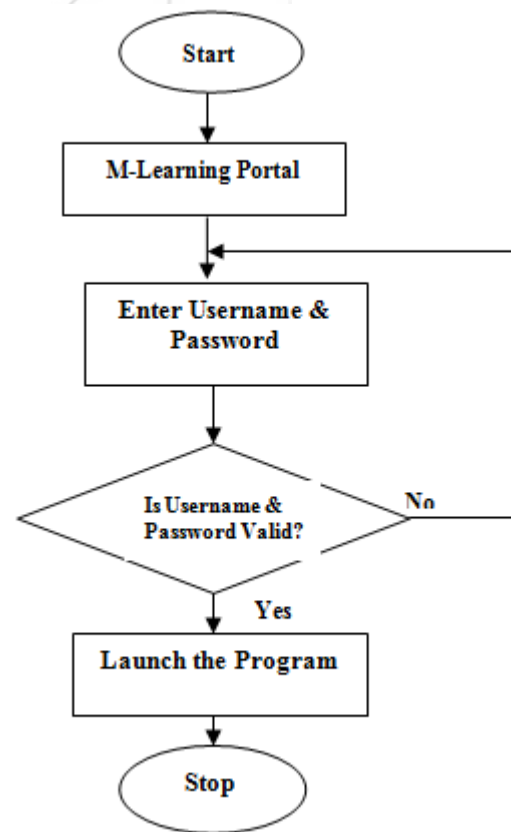 Start
M-Learning Portal
Enter Username &
Password
Is Username &
Password Valid?
No
Yes
Launch the Program
Stop